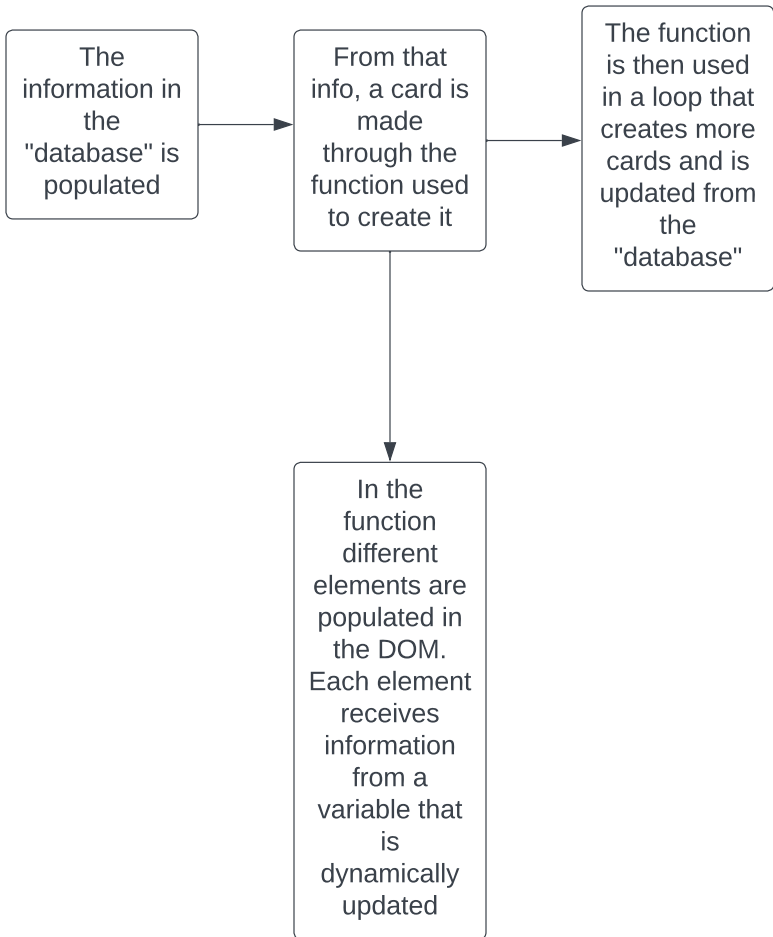 The
information in
the
"database" is
populated
From that
info, a card is
made
through the
function used
to create it
The function
is then used
in a loop that
creates more
cards and is
updated from
the
"database"
In the
function
different
elements are
populated in
the DOM.
Each element
receives
information
from a
variable that
is
dynamically
updated